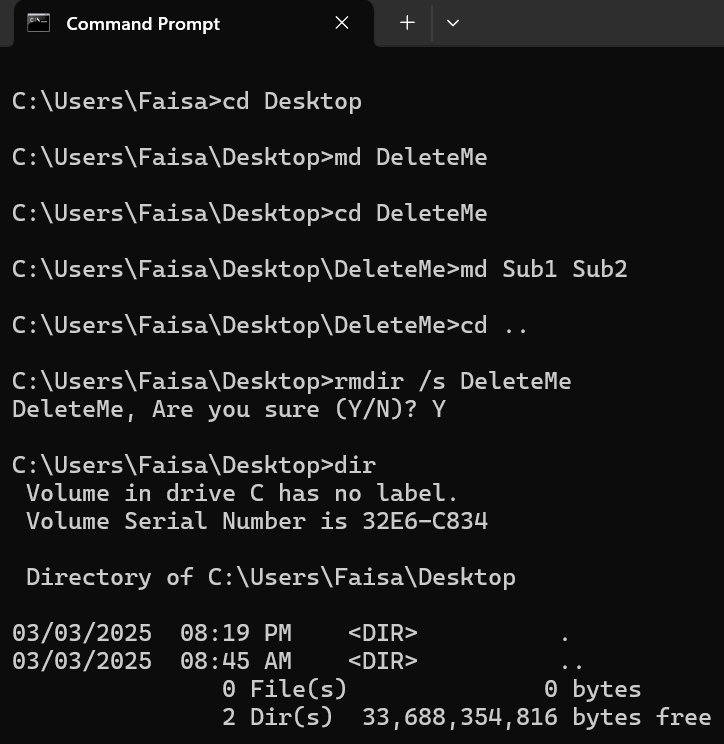 Command Prompt
C:\Users\Faisa>cd Desktop
C:\Users\Faisa\Desktop>md DeleteMe
C:\Users\Faisa\Desktop>cd DeleteMe
C:\Users\Faisa\Desktop\DeleteMe>md Sub1 Sub2
C:\Users\Faisa\Desktop\DeleteMe>cd ..
C:\Users\Faisa\Desktop>rmdir /s DeleteMe
DeleteMe, Are you sure (Y/N)? Y
C:\Users\Faisa\Desktop>dir
 Volume in drive C has no label.
 Volume Serial Number is 32E6-C834
 Directory of C:\Users\Faisa\Desktop
03/03/2025  08:19 PM    <DIR>          .
03/03/2025  08:45 AM    <DIR>          ..
               0 File(s)              0 bytes
               2 Dir(s)  33,688,354,816 bytes free